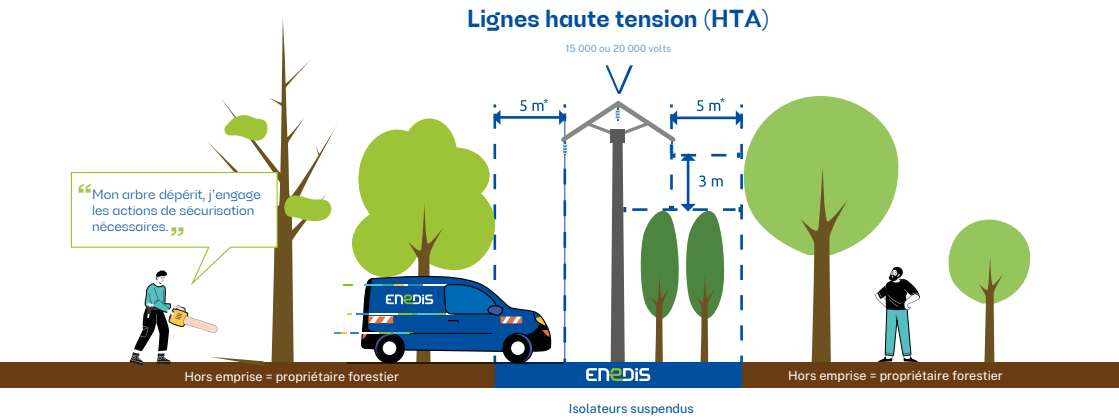 Lignes haute tension (HTA)
15 000 ou 20 000 volts
5 m*
5 m*
3 m
“Mon arbre dépérit, j'engage
les actions de sécurisation
nécessaires.”
ENEDIS
Hors emprise = propriétaire forestier
ENEDIS
Hors emprise = propriétaire forestier
Isolateurs suspendus